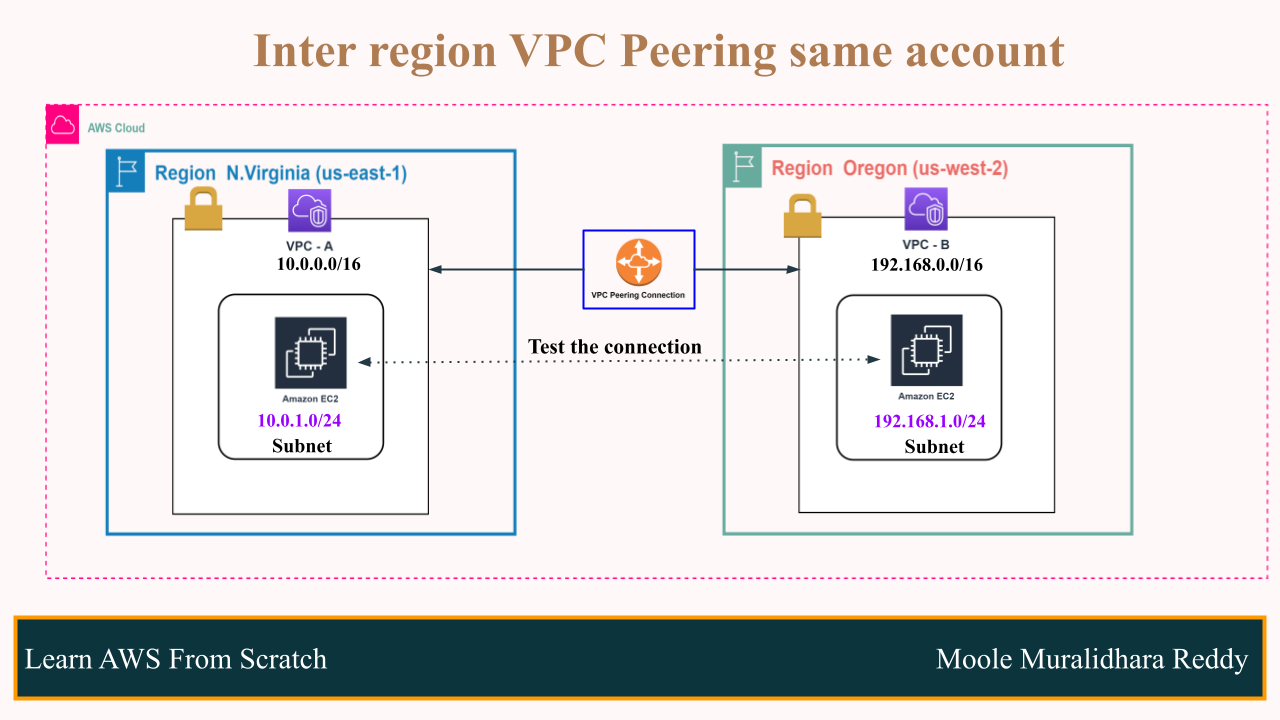 Inter region VPC Peering same account
AWS Cloud
Region N.Virginia (us-east-1)
VPC - A
10.0.0.0/16
Amazon EC2
10.0.1.0/24
Subnet
VPC Peering Connection
Test the connection
Region Oregon (us-west-2)
VPC - B
192.168.0.0/16
Amazon EC2
192.168.1.0/24
Subnet
Learn AWS From Scratch
Moole Muralidhara Reddy